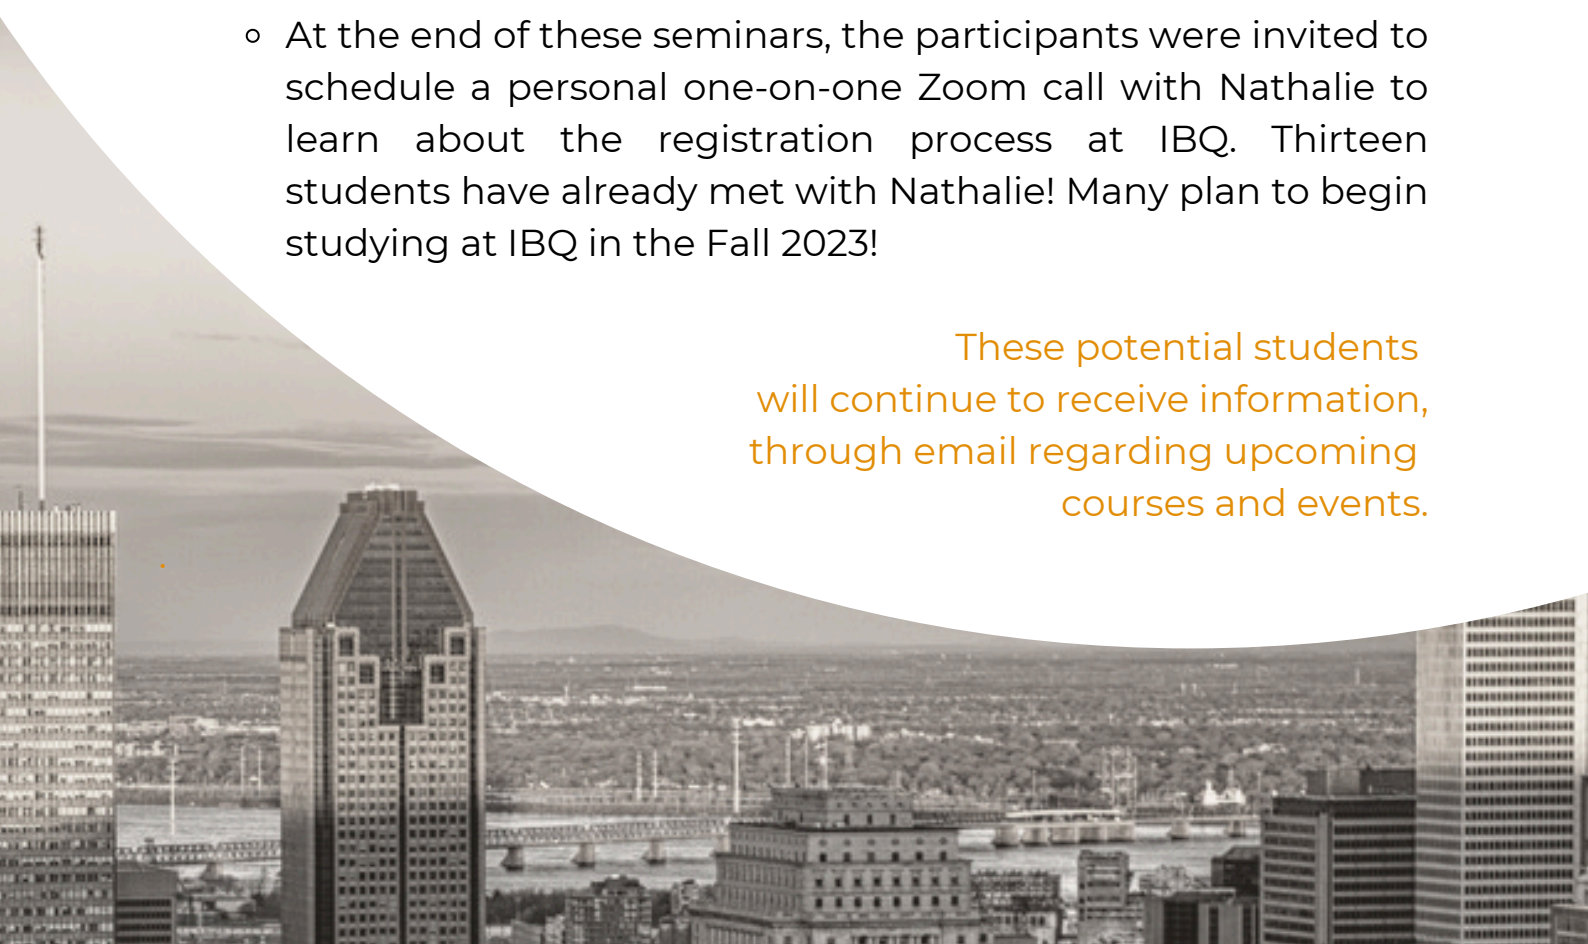 At the end of these seminars, the participants were invited to
schedule a personal one-on-one Zoom call with Nathalie to
learn about the registration process at IBQ. Thirteen
students have already met with Nathalie! Many plan to begin
studying at IBQ in the Fall 2023!
These potential students
will continue to receive information,
through email regarding upcoming
courses and events.